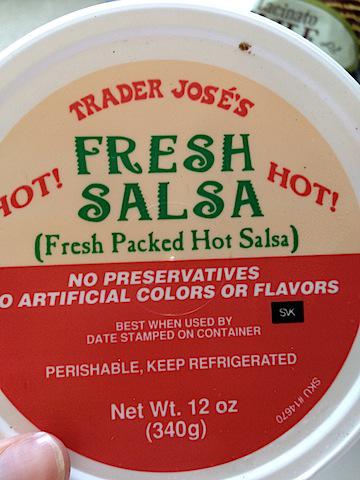 Lacinato
TRADER JOSÉ'S
HOT!
FRESH
SALSA
HOT!
(Fresh Packed Hot Salsa)
NO PRESERVATIVES
O ARTIFICIAL COLORS OR FLAVORS
BEST WHEN USED BY
DATE STAMPED ON CONTAINER
SVK
PERISHABLE, KEEP REFRIGERATED
Net Wt. 12 oz
(340g)
SKU #14670